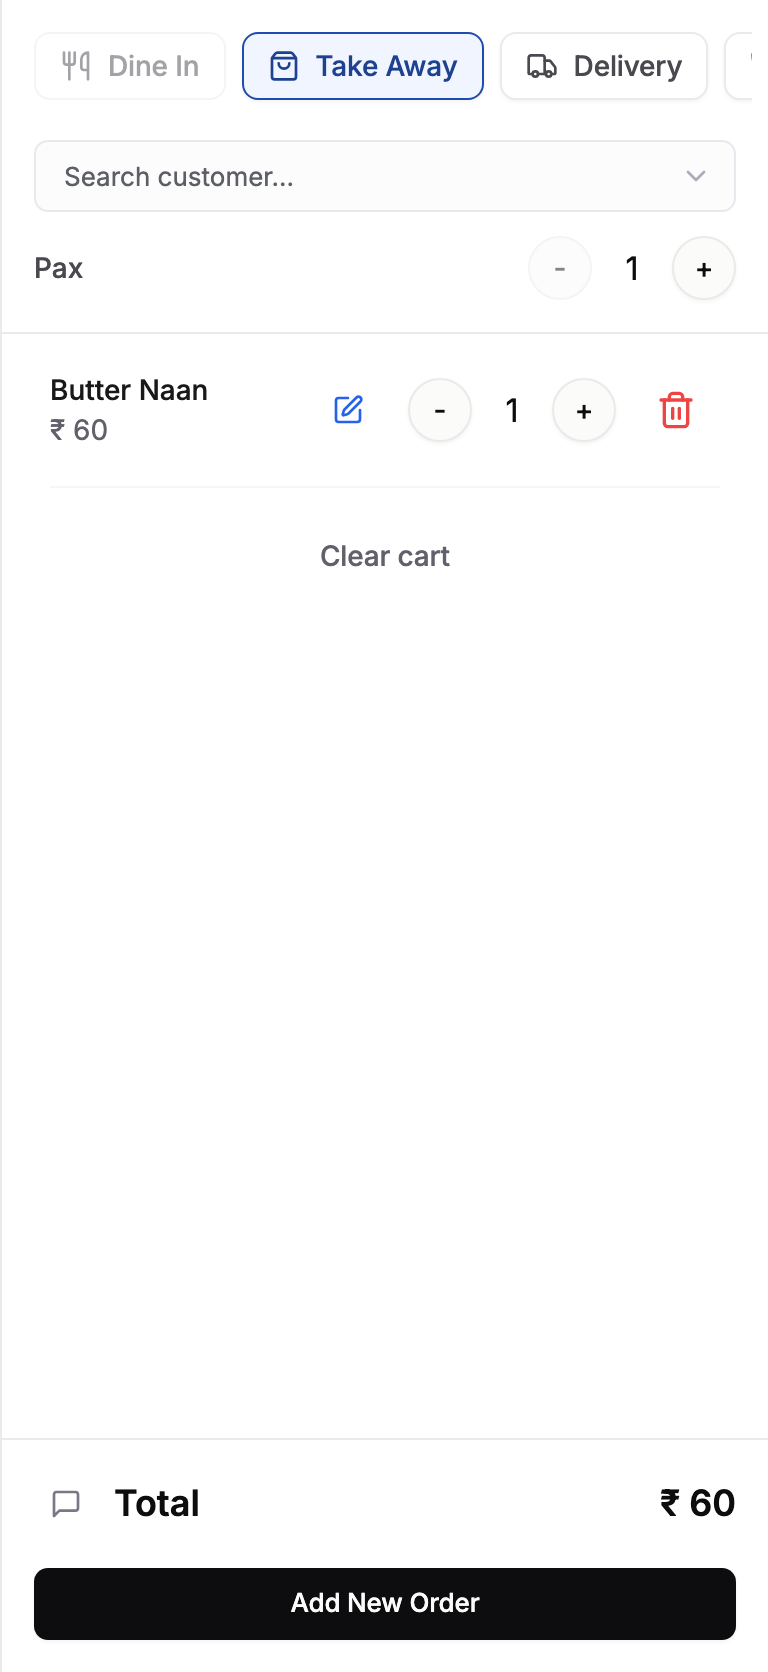 Dine In
Take Away
Delivery
Search customer...
Pax
- 1 +
Butter Naan
₹ 60
- 1 +
Clear cart
Total
₹ 60
Add New Order